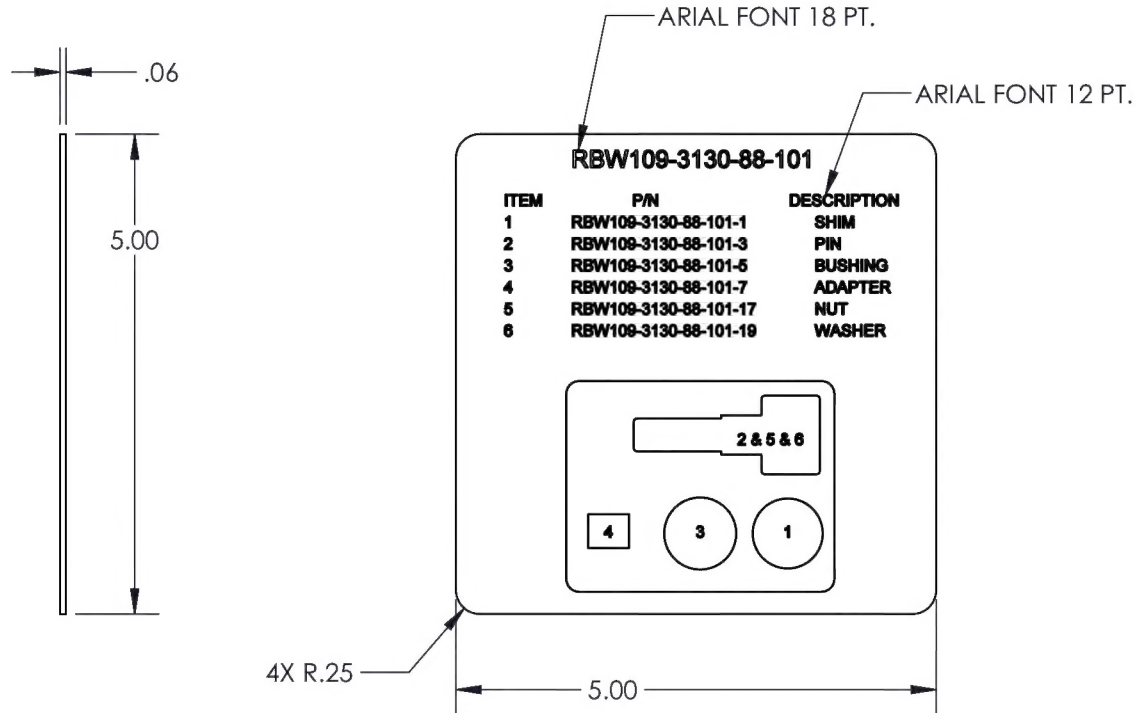 ARIAL FONT 18 PT.
.06
ARIAL FONT 12 PT.
RBW109-3130-88-101
ITEM P/N DESCRIPTION
1 RBW109-3130-88-101-1 SHIM
2 RBW109-3130-88-101-3 PIN
3 RBW109-3130-88-101-5 BUSHING
4 RBW109-3130-88-101-7 ADAPTER
5 RBW109-3130-88-101-17 NUT
6 RBW109-3130-88-101-19 WASHER
5.00
2 & 5 & 6
4 3 1
4X R.25
5.00